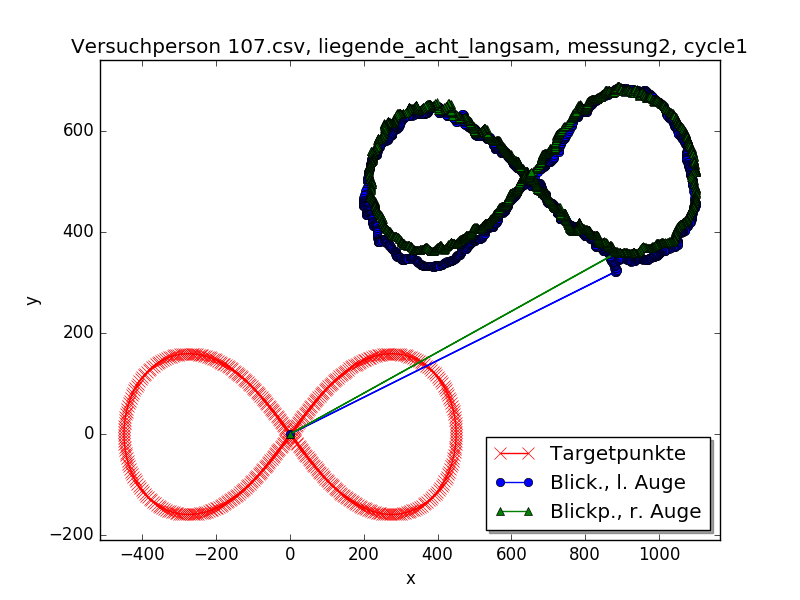 Versuchperson 107.csv, liegende_acht_langsam, messung2, cycle1
y
600
400
200
0
−200
Targetpunkte
Blick., l. Auge
Blickp., r. Auge
−400 −200 0 200 400 600 800 1000
x